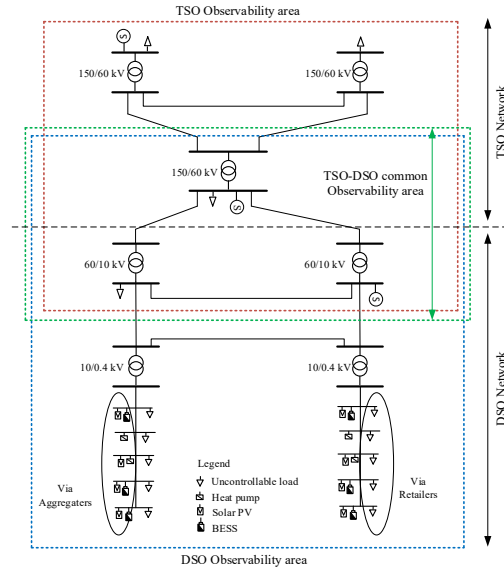 TSO Observability area
S
150/60 kV
150/60 kV
TSO Network
150/60 kV
TSO-DSO common
Observability area
S
60/10 kV
60/10 kV
S
10/0.4 kV
10/0.4 kV
DSO Network
Via
Aggregaters
Legend
Uncontrollable load
Heat pump
Solar PV
BESS
Via
Retailers
DSO Observability area